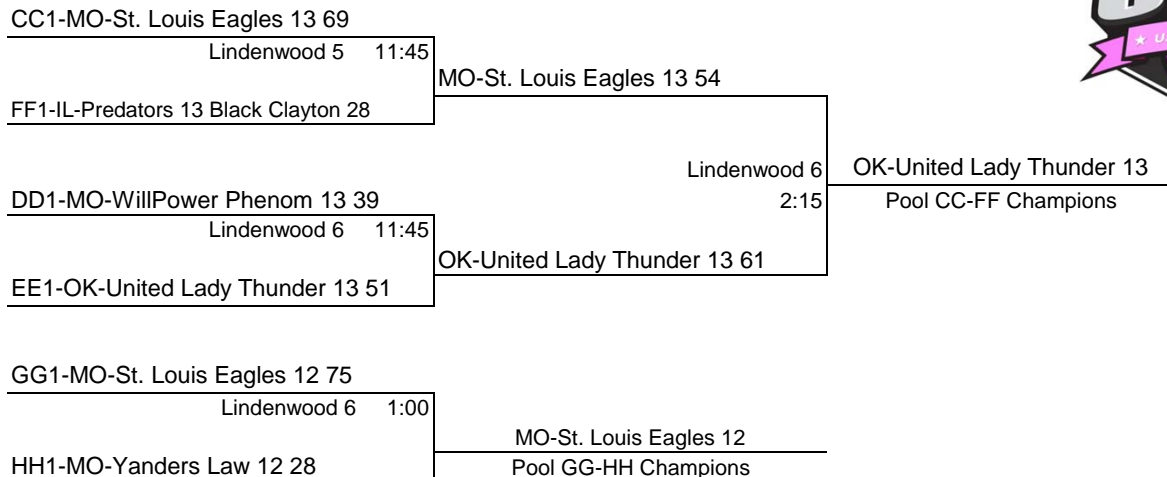 CC1-MO-St. Louis Eagles 13 69
Lindenwood 5 11:45
MO-St. Louis Eagles 13 54
FF1-IL-Predators 13 Black Clayton 28
Lindenwood 6
OK-United Lady Thunder 13
DD1-MO-WillPower Phenom 13 39
2:15
Pool CC-FF Champions
Lindenwood 6 11:45
OK-United Lady Thunder 13 61
EE1-OK-United Lady Thunder 13 51
GG1-MO-St. Louis Eagles 12 75
Lindenwood 6 1:00
MO-St. Louis Eagles 12
HH1-MO-Yanders Law 12 28
Pool GG-HH Champions